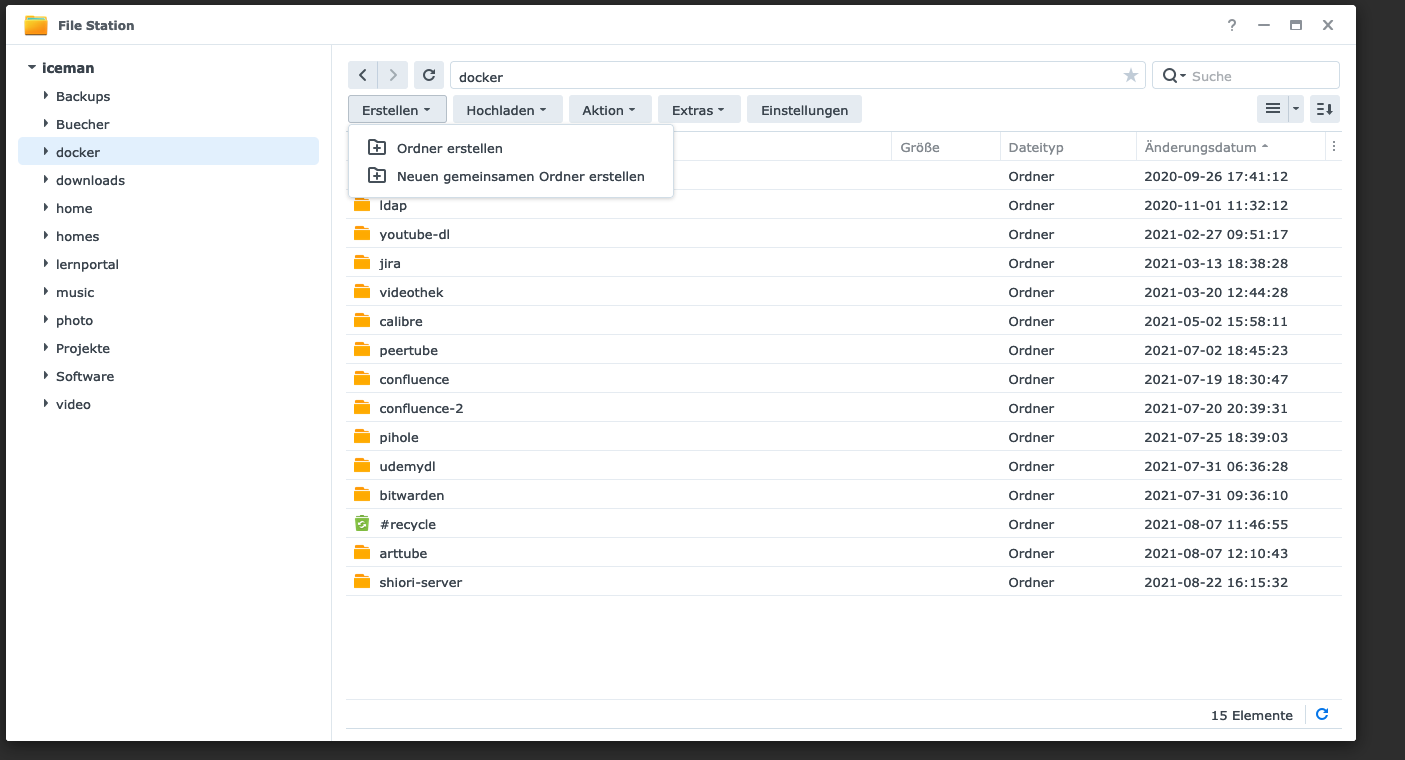 File Station
?
iceman
Backups
Buecher
docker
downloads
home
homes
lernportal
music
photo
Projekte
Software
video
docker
Suche
Erstellen Hochladen Aktion Extras Einstellungen
Ordner erstellen
Neuen gemeinsamen Ordner erstellen
Größe Dateityp Änderungsdatum
Ordner 2020-09-26 17:41:12
ldap Ordner 2020-11-01 11:32:12
youtube-dl Ordner 2021-02-27 09:51:17
jira Ordner 2021-03-13 18:38:28
videothek Ordner 2021-03-20 12:44:28
calibre Ordner 2021-05-02 15:58:11
peertube Ordner 2021-07-02 18:45:23
confluence Ordner 2021-07-19 18:30:47
confluence-2 Ordner 2021-07-20 20:39:31
pihole Ordner 2021-07-25 18:39:03
udemydl Ordner 2021-07-31 06:36:28
bitwarden Ordner 2021-07-31 09:36:10
#recycle Ordner 2021-08-07 11:46:55
arttube Ordner 2021-08-07 12:10:43
shiori-server Ordner 2021-08-22 16:15:32
15 Elemente